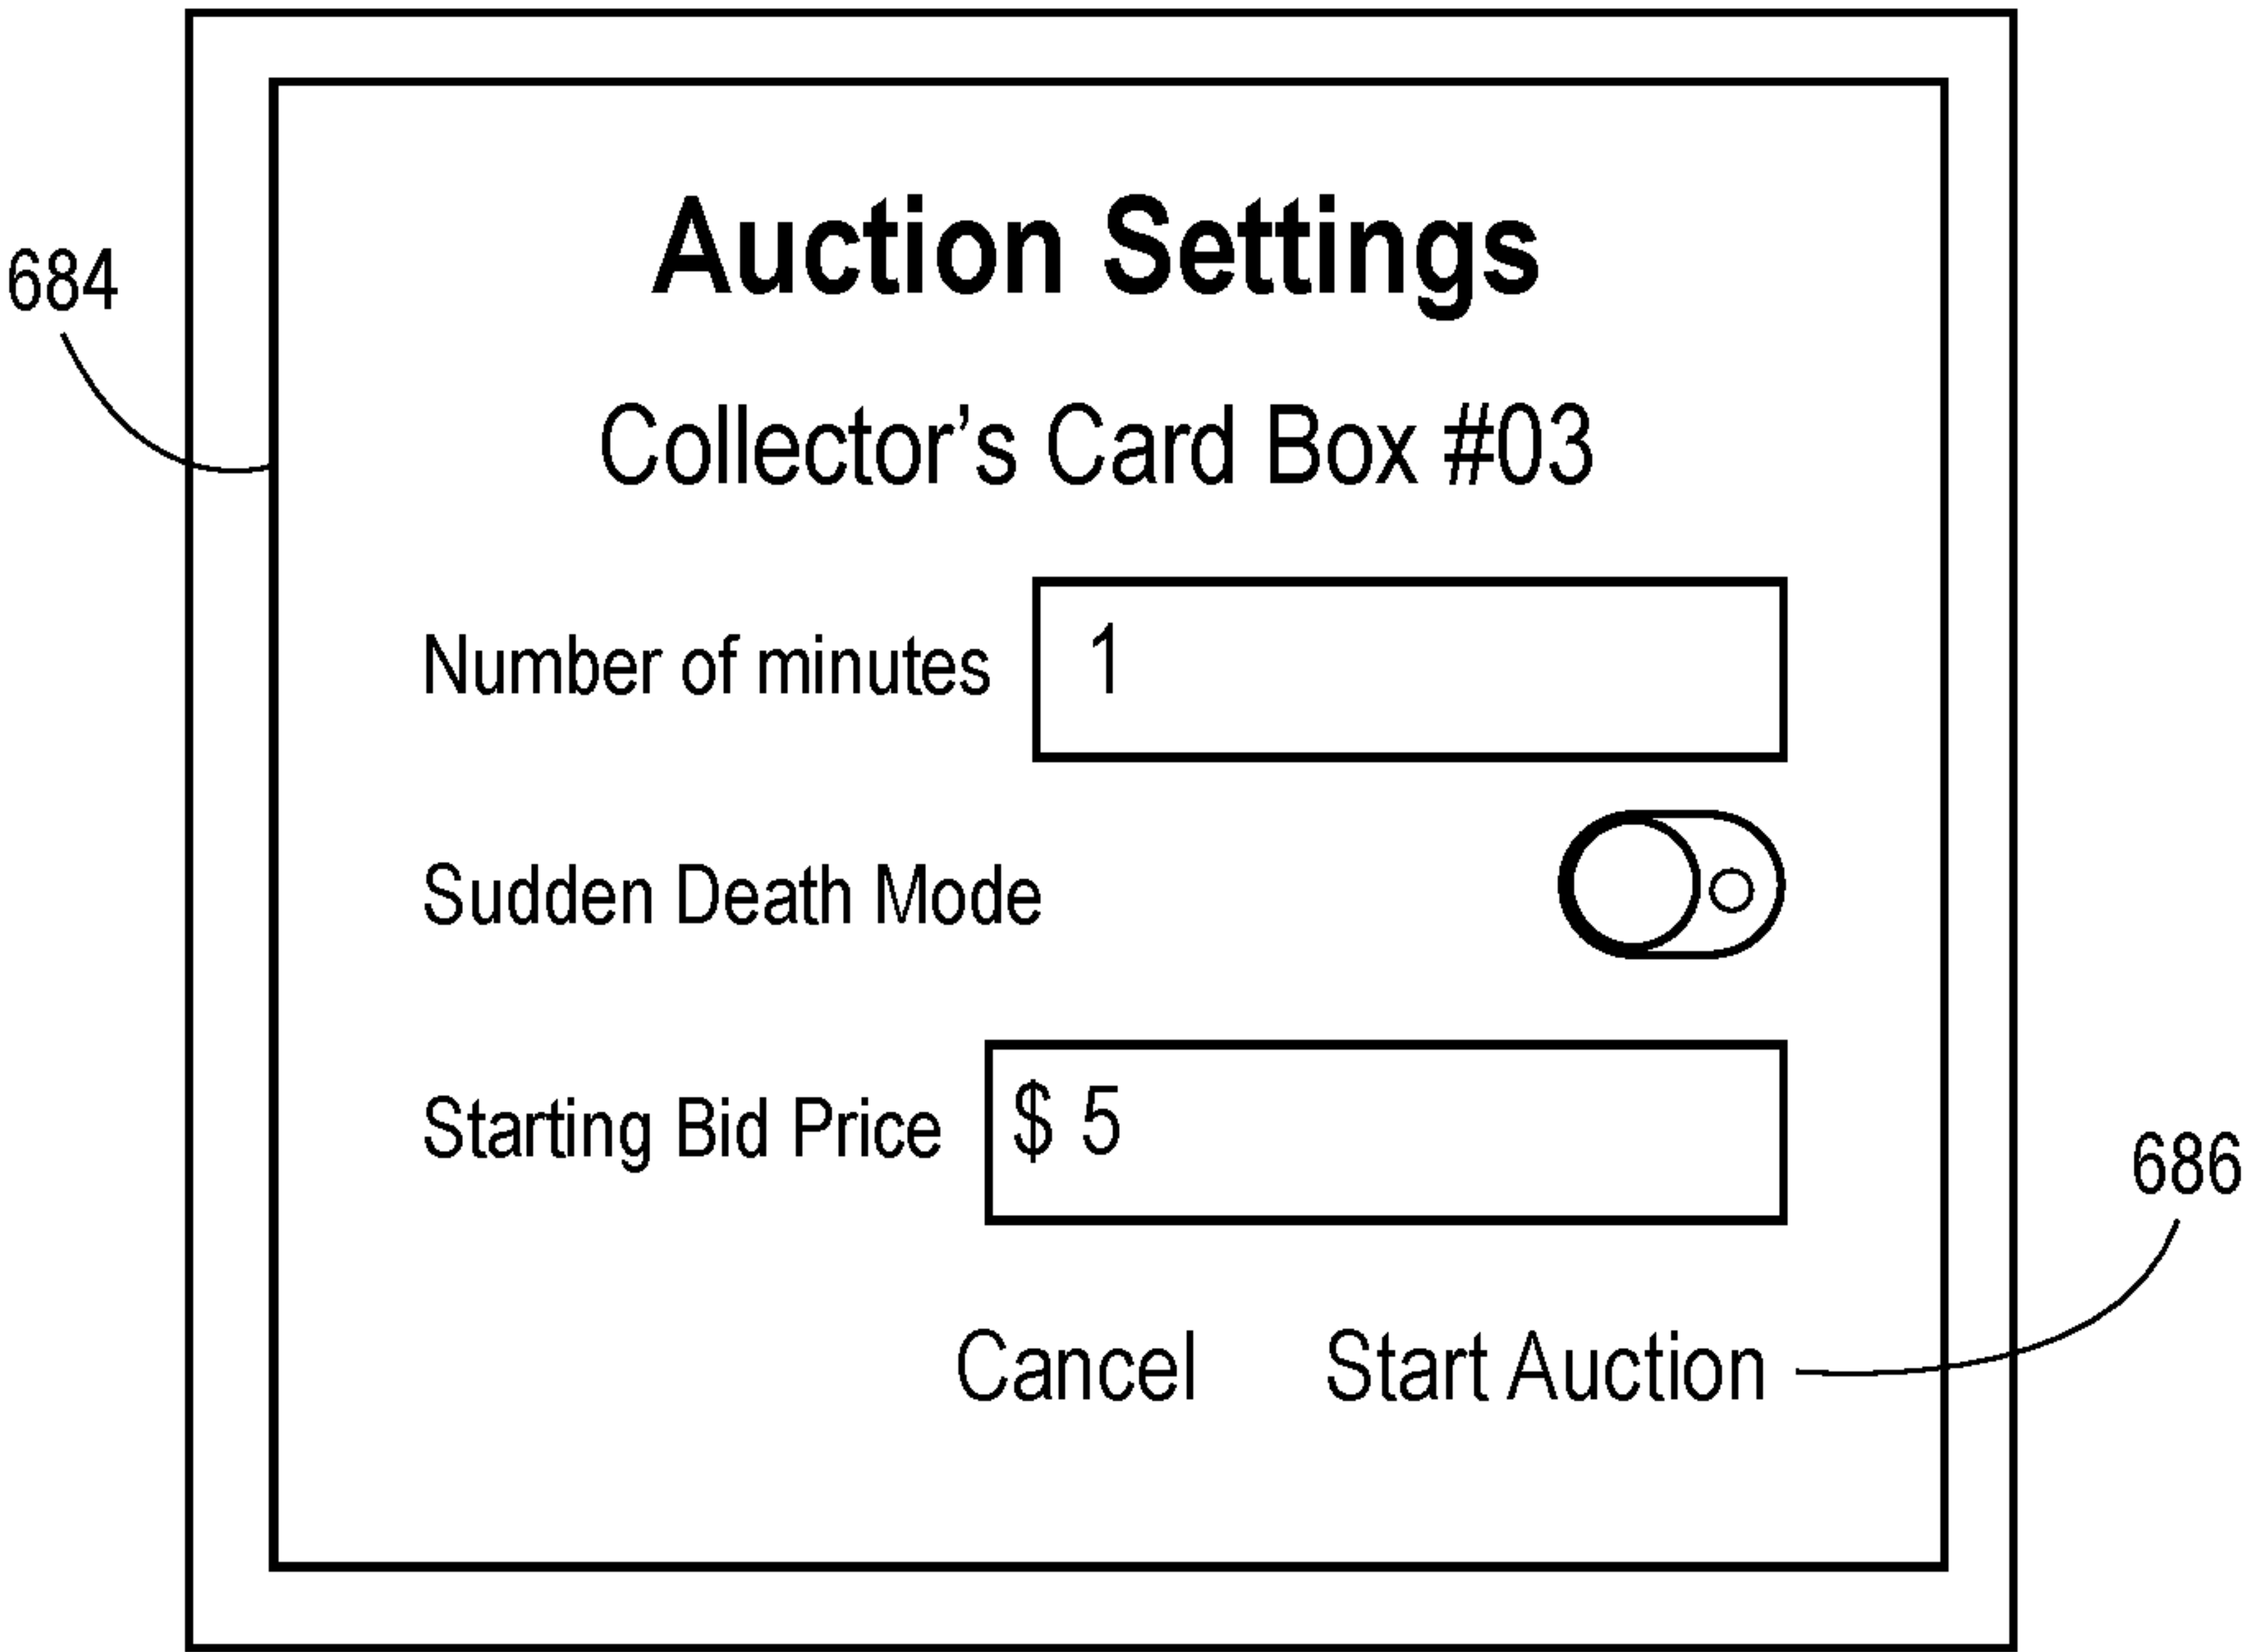 Auction Settings
684
Collector's Card Box #03
Number of minutes 1
Sudden Death Mode
Starting Bid Price $ 5
686
Cancel Start Auction